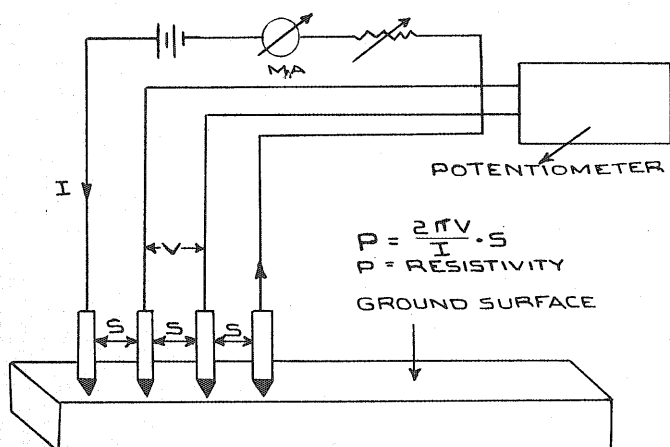 MA
POTENTIOMETER
I
V
P = 2πV/I · S
P = RESISTIVITY
GROUND SURFACE
S S S